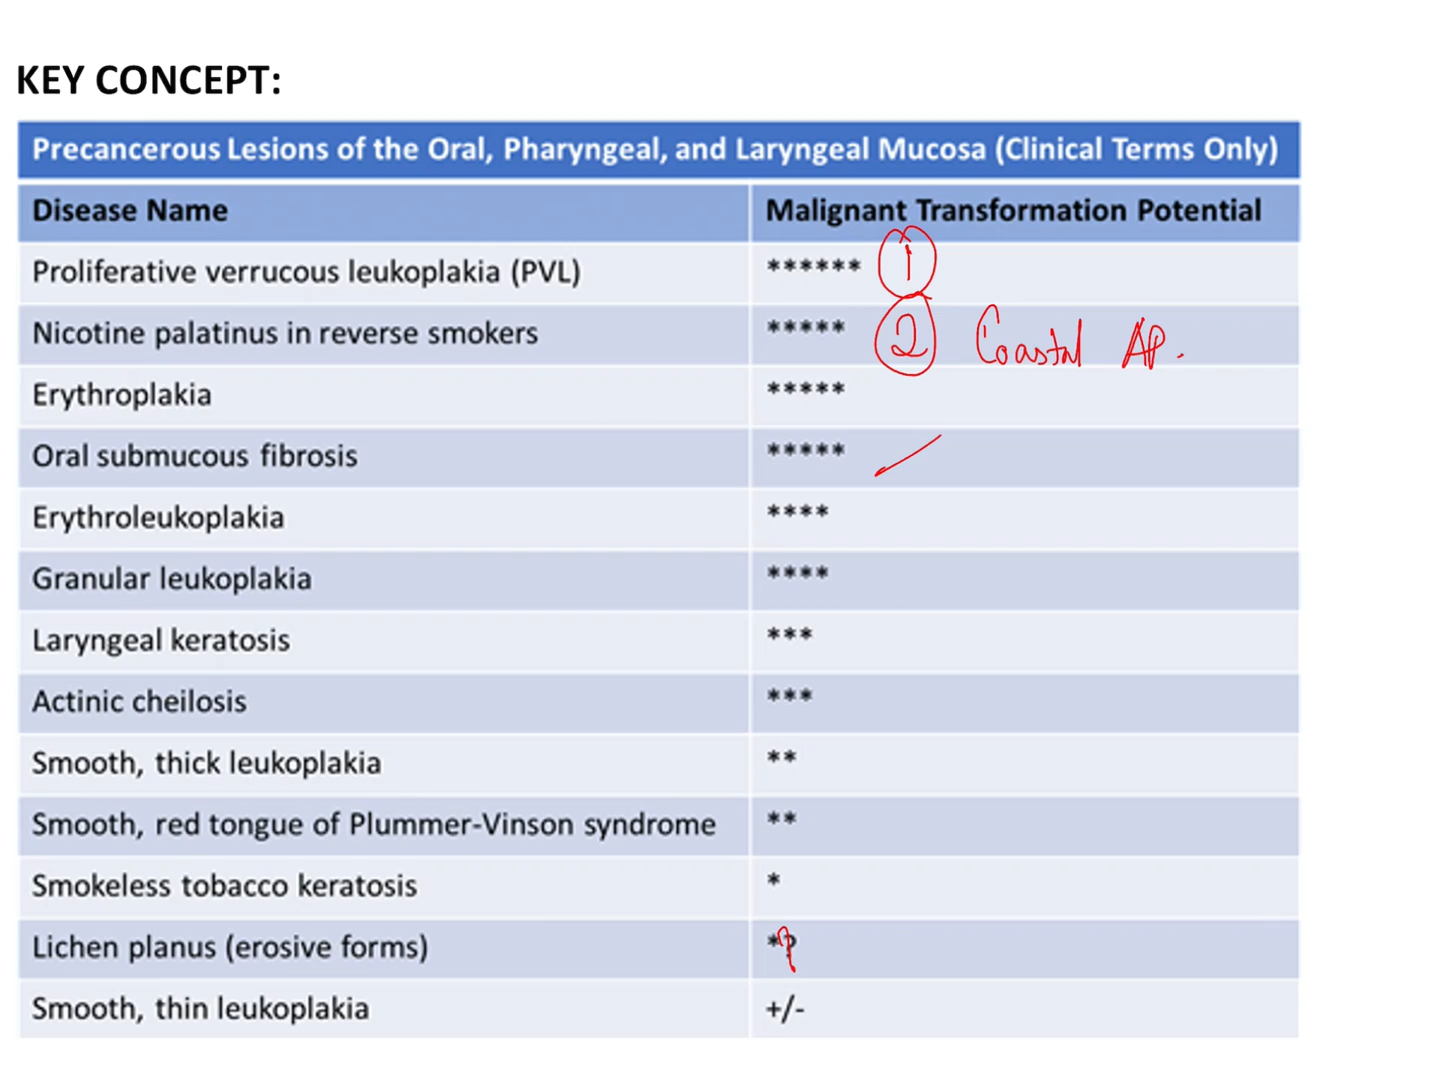 KEY CONCEPT:
Precancerous Lesions of the Oral, Pharyngeal, and Laryngeal Mucosa (Clinical Terms Only)
Disease Name Malignant Transformation Potential
Proliferative verrucous leukoplakia (PVL) ****** 1
Nicotine palatinus in reverse smokers ***** 2 Coastal AP.
Erythroplakia *****
Oral submucous fibrosis *****
Erythroleukoplakia ****
Granular leukoplakia ****
Laryngeal keratosis ***
Actinic cheilosis ***
Smooth, thick leukoplakia **
Smooth, red tongue of Plummer-Vinson syndrome **
Smokeless tobacco keratosis *
Lichen planus (erosive forms) *?
Smooth, thin leukoplakia +/-